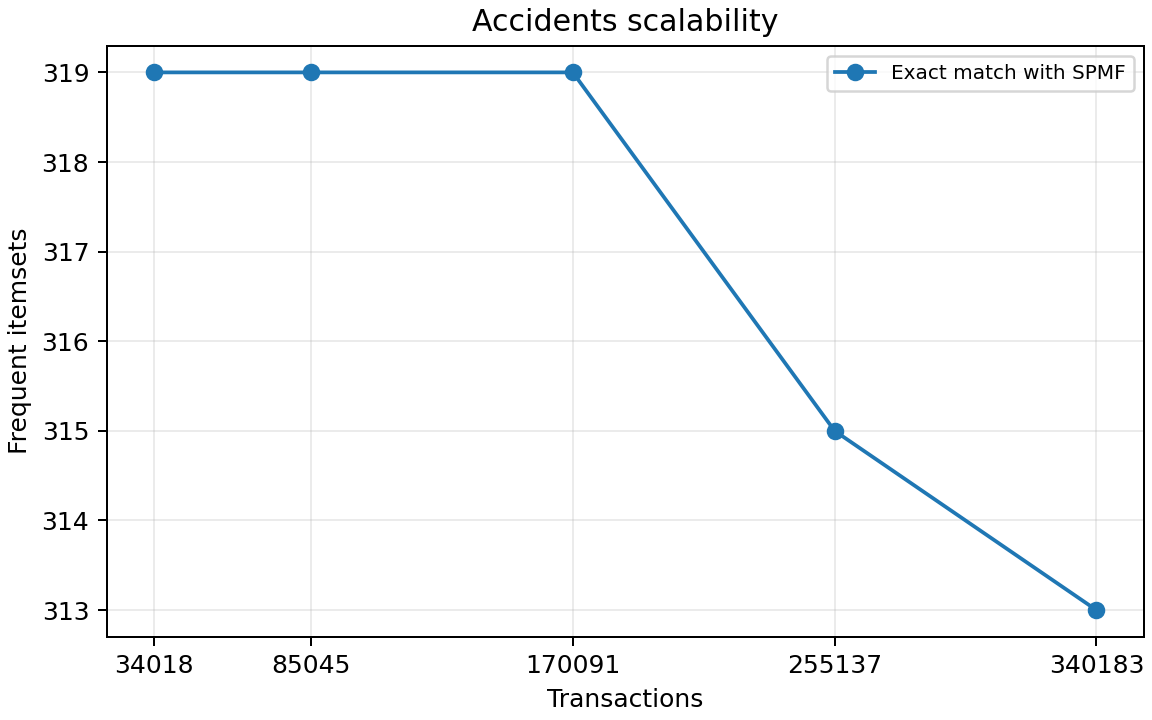 Accidents scalability
Exact match with SPMF
Frequent itemsets
319
318
317
316
315
314
313
34018 85045 170091 255137 340183
Transactions